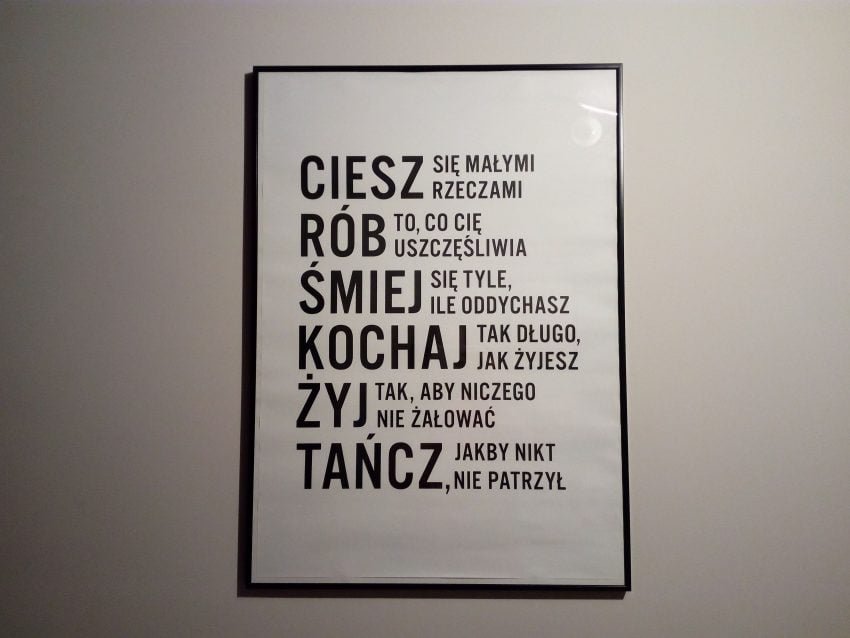 CIESZ SIĘ MAŁYMI
RZECZAMI
RÓB TO, CO CIĘ
USZCZĘŚLIWIA
ŚMIEJ SIĘ TYLE,
ILE ODDYCHASZ
KOCHAJ TAK DŁUGO,
JAK ŻYJESZ
ŻYJ TAK, ABY NICZEGO
NIE ŻAŁOWAĆ
TAŃCZ, JAKBY NIKT
NIE PATRZYŁ